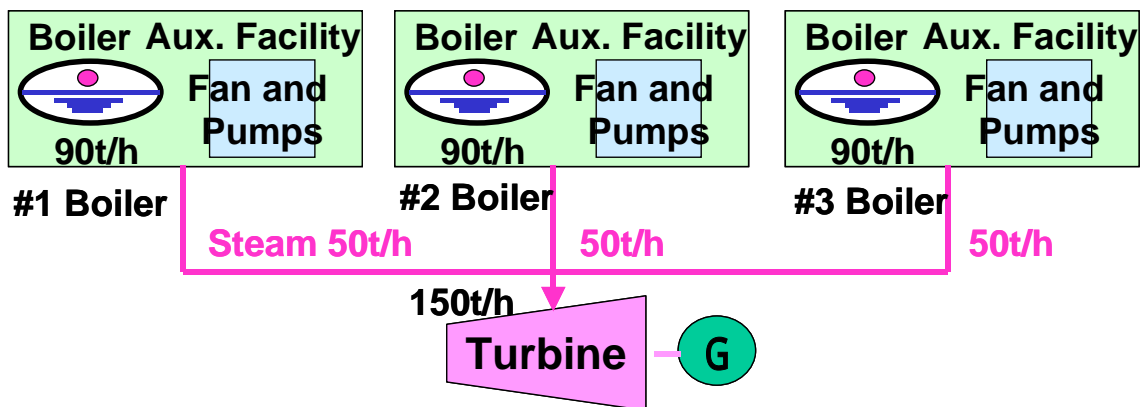 Boiler Aux. Facility
Fan and
Pumps
90t/h
#1 Boiler
Boiler Aux. Facility
Fan and
Pumps
90t/h
#2 Boiler
Boiler Aux. Facility
Fan and
Pumps
90t/h
#3 Boiler
Steam 50t/h
50t/h
50t/h
150t/h
Turbine
G